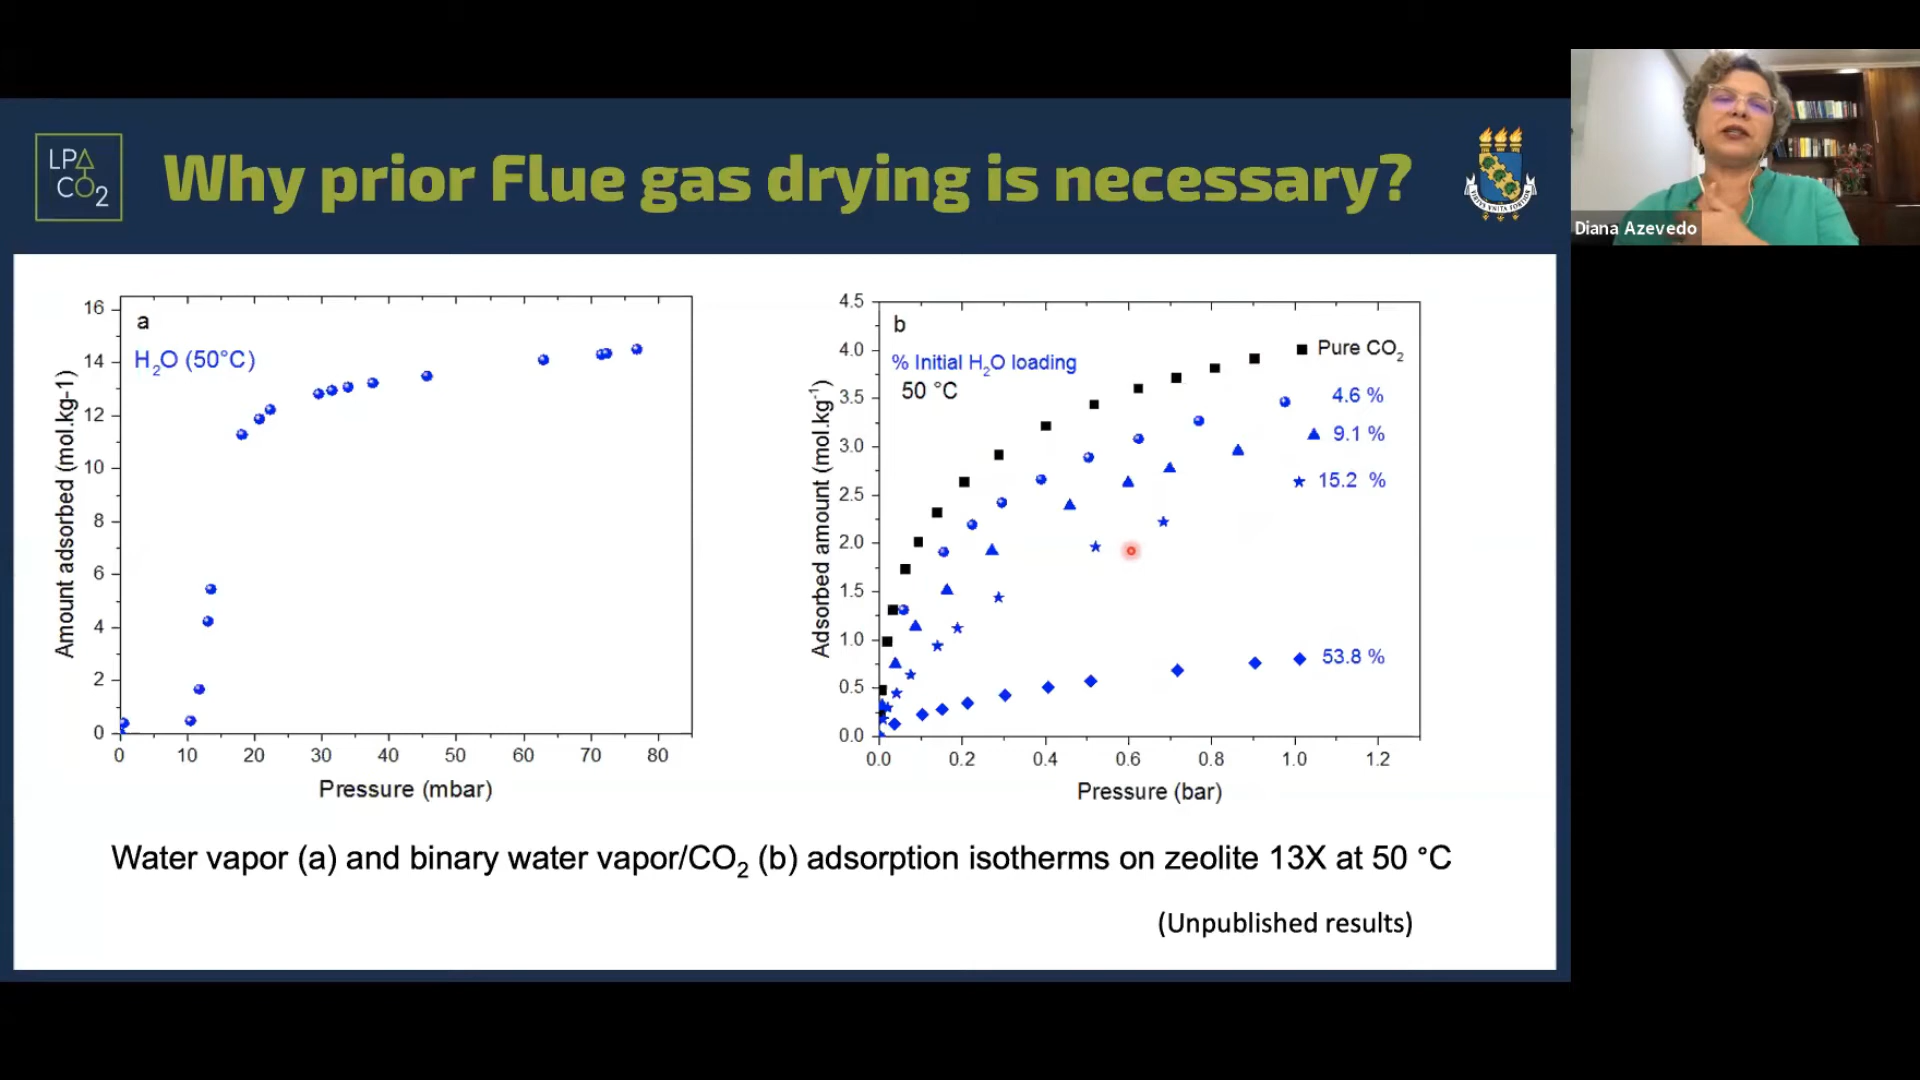 LPA
CO2
Why prior Flue gas drying is necessary?
Diana Azevedo
a
H2O (50°C)
Amount adsorbed (mol.kg-1)
16
14
12
10
8
6
4
2
0
0 10 20 30 40 50 60 70 80
Pressure (mbar)
b
% Initial H2O loading
50 °C
Pure CO2
4.6 %
9.1 %
15.2 %
53.8 %
Adsorbed amount (mol.kg-1)
4.5
4.0
3.5
3.0
2.5
2.0
1.5
1.0
0.5
0.0
0.0 0.2 0.4 0.6 0.8 1.0 1.2
Pressure (bar)
Water vapor (a) and binary water vapor/CO2 (b) adsorption isotherms on zeolite 13X at 50 °C
(Unpublished results)